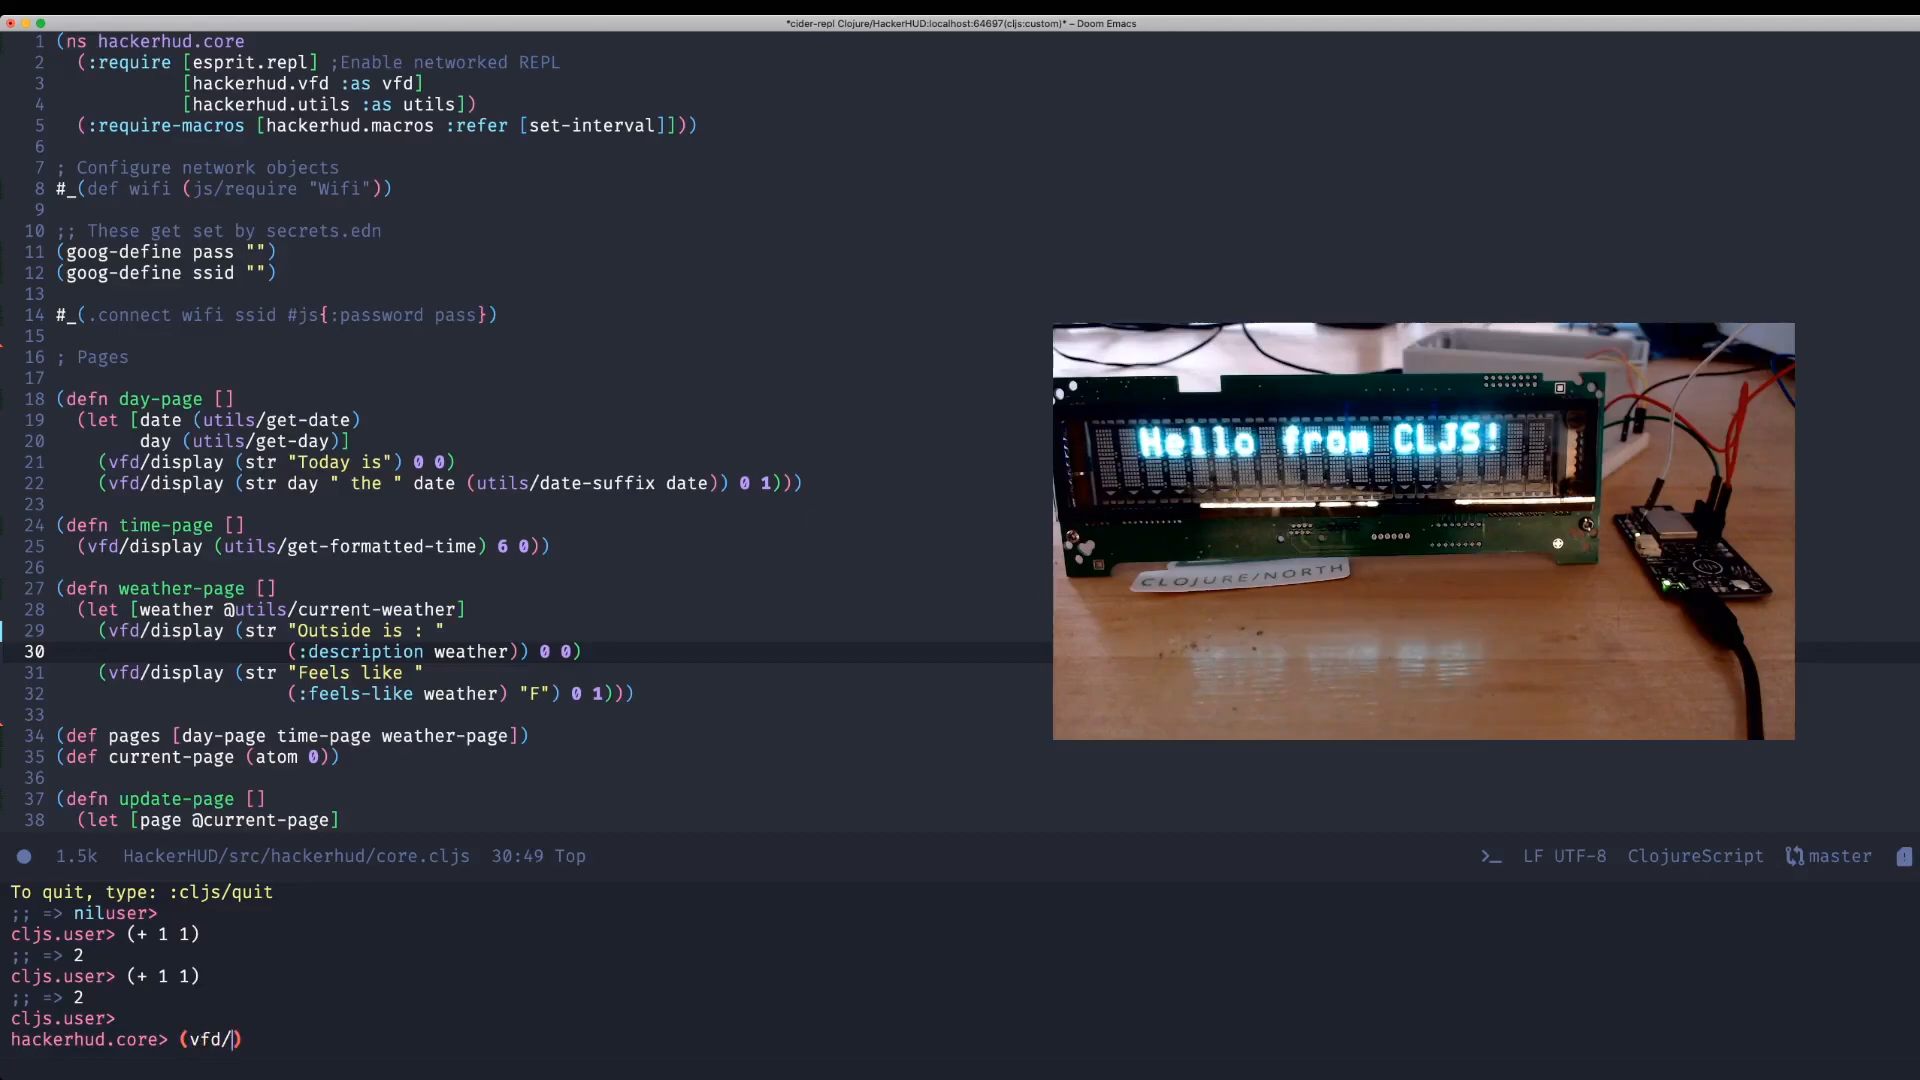 *cider-repl Clojure/HackerHUD:localhost:64697(cljs:custom)* – Doom Emacs
1 (ns hackerhud.core
2 (:require [esprit.repl] ;Enable networked REPL
3 [hackerhud.vfd :as vfd]
4 [hackerhud.utils :as utils])
5 (:require-macros [hackerhud.macros :refer [set-interval]]))
6
7 ; Configure network objects
8 #_(def wifi (js/require "Wifi"))
9
10 ;; These get set by secrets.edn
11 (goog-define pass "")
12 (goog-define ssid "")
13
14 #_(.connect wifi ssid #js{:password pass})
15
16 ; Pages
17
18 (defn day-page []
19 (let [date (utils/get-date)
20 day (utils/get-day)]
21 (vfd/display (str "Today is") 0 0)
22 (vfd/display (str day " the " date (utils/date-suffix date)) 0 1)))
23
24 (defn time-page []
25 (vfd/display (utils/get-formatted-time) 6 0))
26
27 (defn weather-page []
28 (let [weather @utils/current-weather]
29 (vfd/display (str "Outside is : "
30 (:description weather)) 0 0)
31 (vfd/display (str "Feels like "
32 (:feels-like weather) "F") 0 1)))
33
34 (def pages [day-page time-page weather-page])
35 (def current-page (atom 0))
36
37 (defn update-page []
38 (let [page @current-page]
Hello from CLJS!
CLOJURE/NORTH
1.5k HackerHUD/src/hackerhud/core.cljs 30:49 Top LF UTF-8 ClojureScript master
To quit, type: :cljs/quit
;; => niluser>
cljs.user> (+ 1 1)
;; => 2
cljs.user> (+ 1 1)
;; => 2
cljs.user>
hackerhud.core> (vfd/)